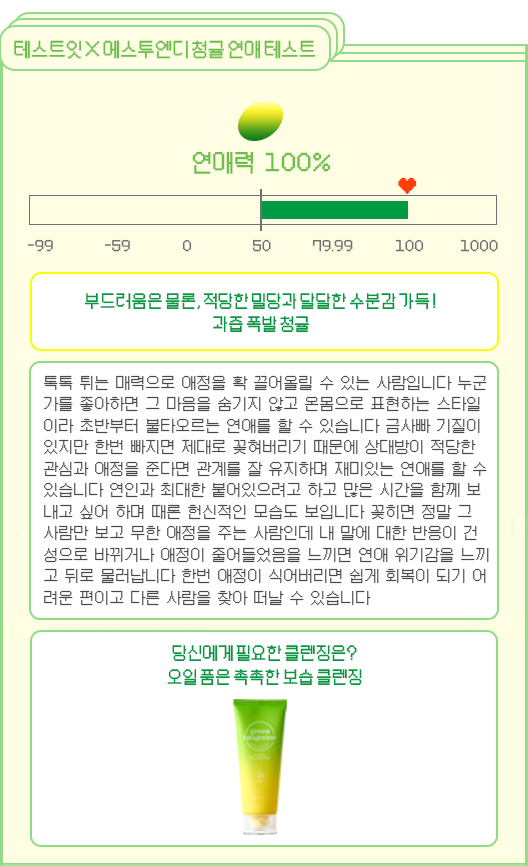 테스트잇 X 메스투엔디 청귤 연애 테스트
연애력 100%
-99 -59 0 50 79.99 100 1000
부드러움은 물론, 적당한 밀당과 달달한 수분감 가득!
과즙 폭발 청귤
톡톡 튀는 매력으로 애정을 확 끌어올릴 수 있는 사람입니다 누군
가를 좋아하면 그 마음을 숨기지 않고 온몸으로 표현하는 스타일
이라 초반부터 불타오르는 연애를 할 수 있습니다 금사빠 기질이
있지만 한번 빠지면 제대로 꽂혀버리기 때문에 상대방이 적당한
관심과 애정을 준다면 관계를 잘 유지하며 재미있는 연애를 할 수
있습니다 연인과 최대한 붙어있으려고 하고 많은 시간을 함께 보
내고 싶어 하며 때론 헌신적인 모습도 보입니다 꽂히면 정말 그
사람만 보고 무한 애정을 주는 사람인데 내 말에 대한 반응이 건
성으로 바뀌거나 애정이 줄어들었음을 느끼면 연애 위기감을 느끼
고 뒤로 물러납니다 한번 애정이 식어버리면 쉽게 회복이 되기 어
려운 편이고 다른 사람을 찾아 떠날 수 있습니다
당신에게 필요한 클렌징은?
오일 품은 촉촉한 보습 클렌징
green
tangerine